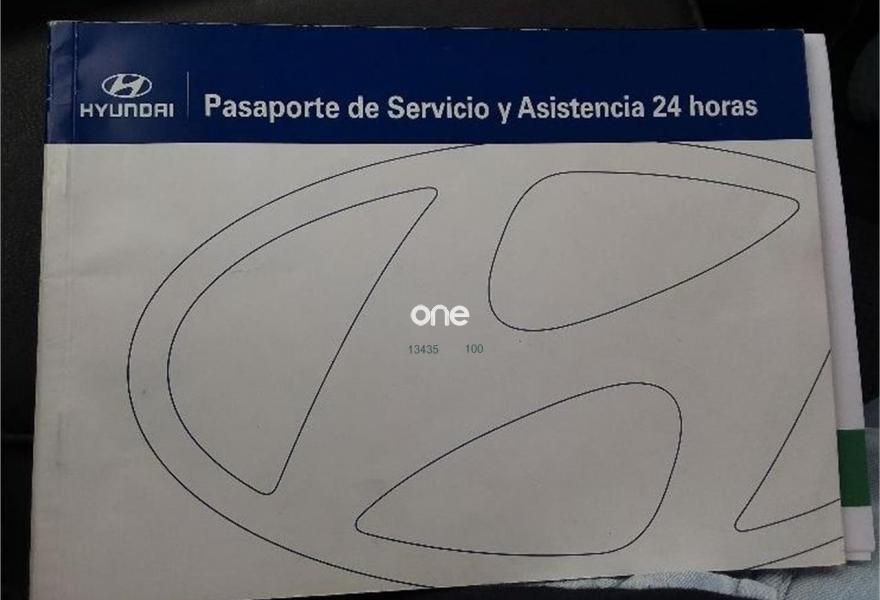 HYUNDAI
Pasaporte de Servicio y Asistencia 24 horas
one
13435 100